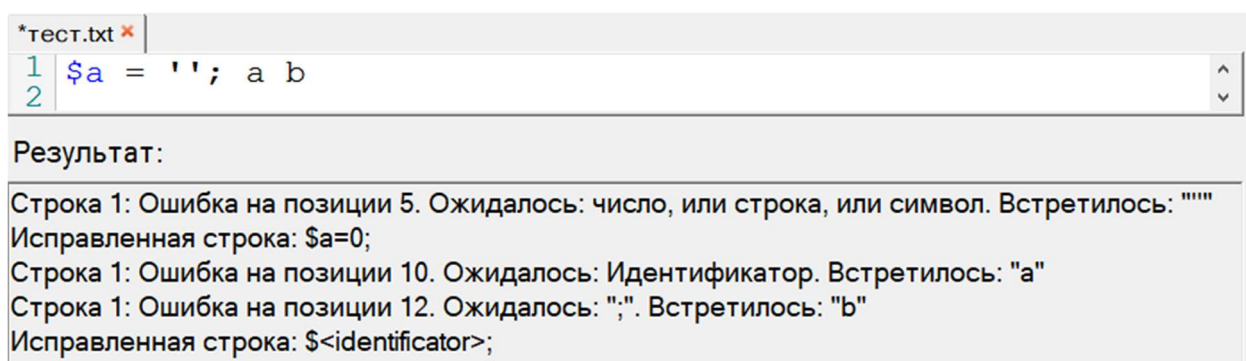 *тест.txt
1 $a = ''; a b
2
Результат:
Строка 1: Ошибка на позиции 5. Ожидалось: число, или строка, или символ. Встретилось: "''"
Исправленная строка: $a=0;
Строка 1: Ошибка на позиции 10. Ожидалось: Идентификатор. Встретилось: "a"
Строка 1: Ошибка на позиции 12. Ожидалось: ";". Встретилось: "b"
Исправленная строка: $<identificator>;